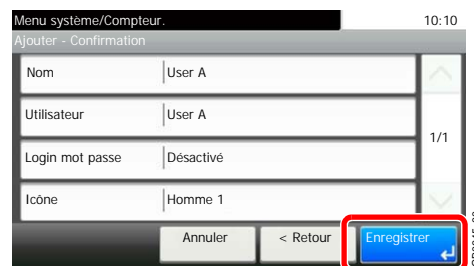 Menu système/Compteur. 10:10
Ajouter - Confirmation
Nom User A
Utilisateur User A
1/1
Login mot passe Désactivé
Icône Homme 1
Annuler < Retour Enregistrer